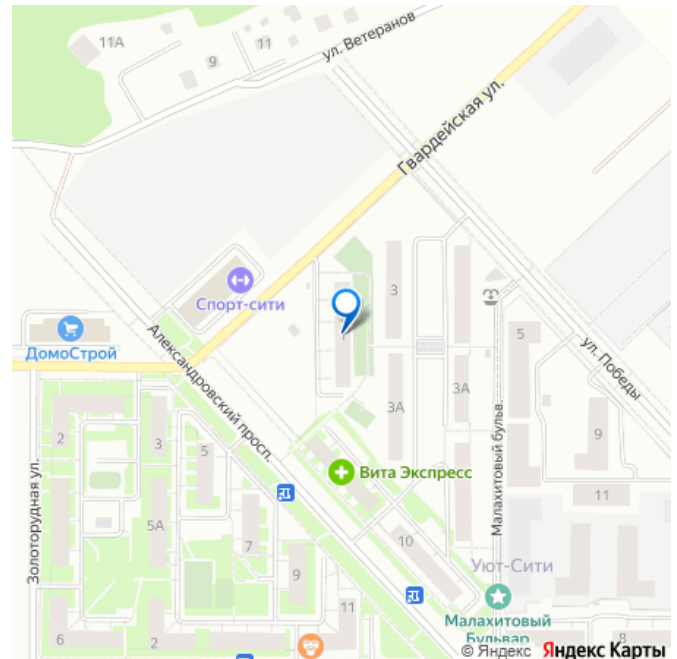 11А
11
9
ул. Ветеранов
Гвардейская ул.
Спорт-сити
3
ДомоСтрой
Александровский просп.
5
ул. Победы
3А
3А
2
3
5
9
Золоторудная ул.
Вита Экспресс
Малахитовый бульв.
11
5А
7
10
9
Уют-Сити
11
Малахитовый
Бульвар
6
2
8
© Яндекс Яндекс Карты